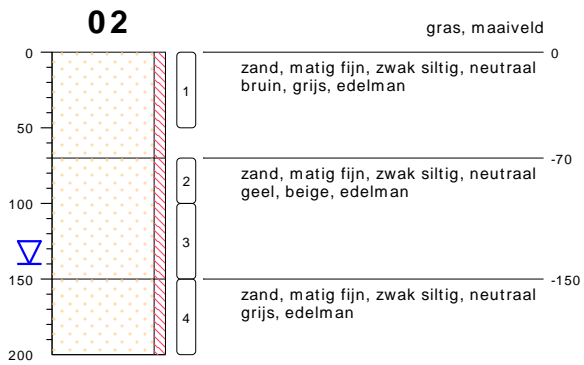 02
gras, maaiveld
0
0
zand, matig fijn, zwak siltig, neutraal
bruin, grijs, edelman
1
50
-70
zand, matig fijn, zwak siltig, neutraal
geel, beige, edelman
2
100
3
150
-150
zand, matig fijn, zwak siltig, neutraal
grijs, edelman
4
200